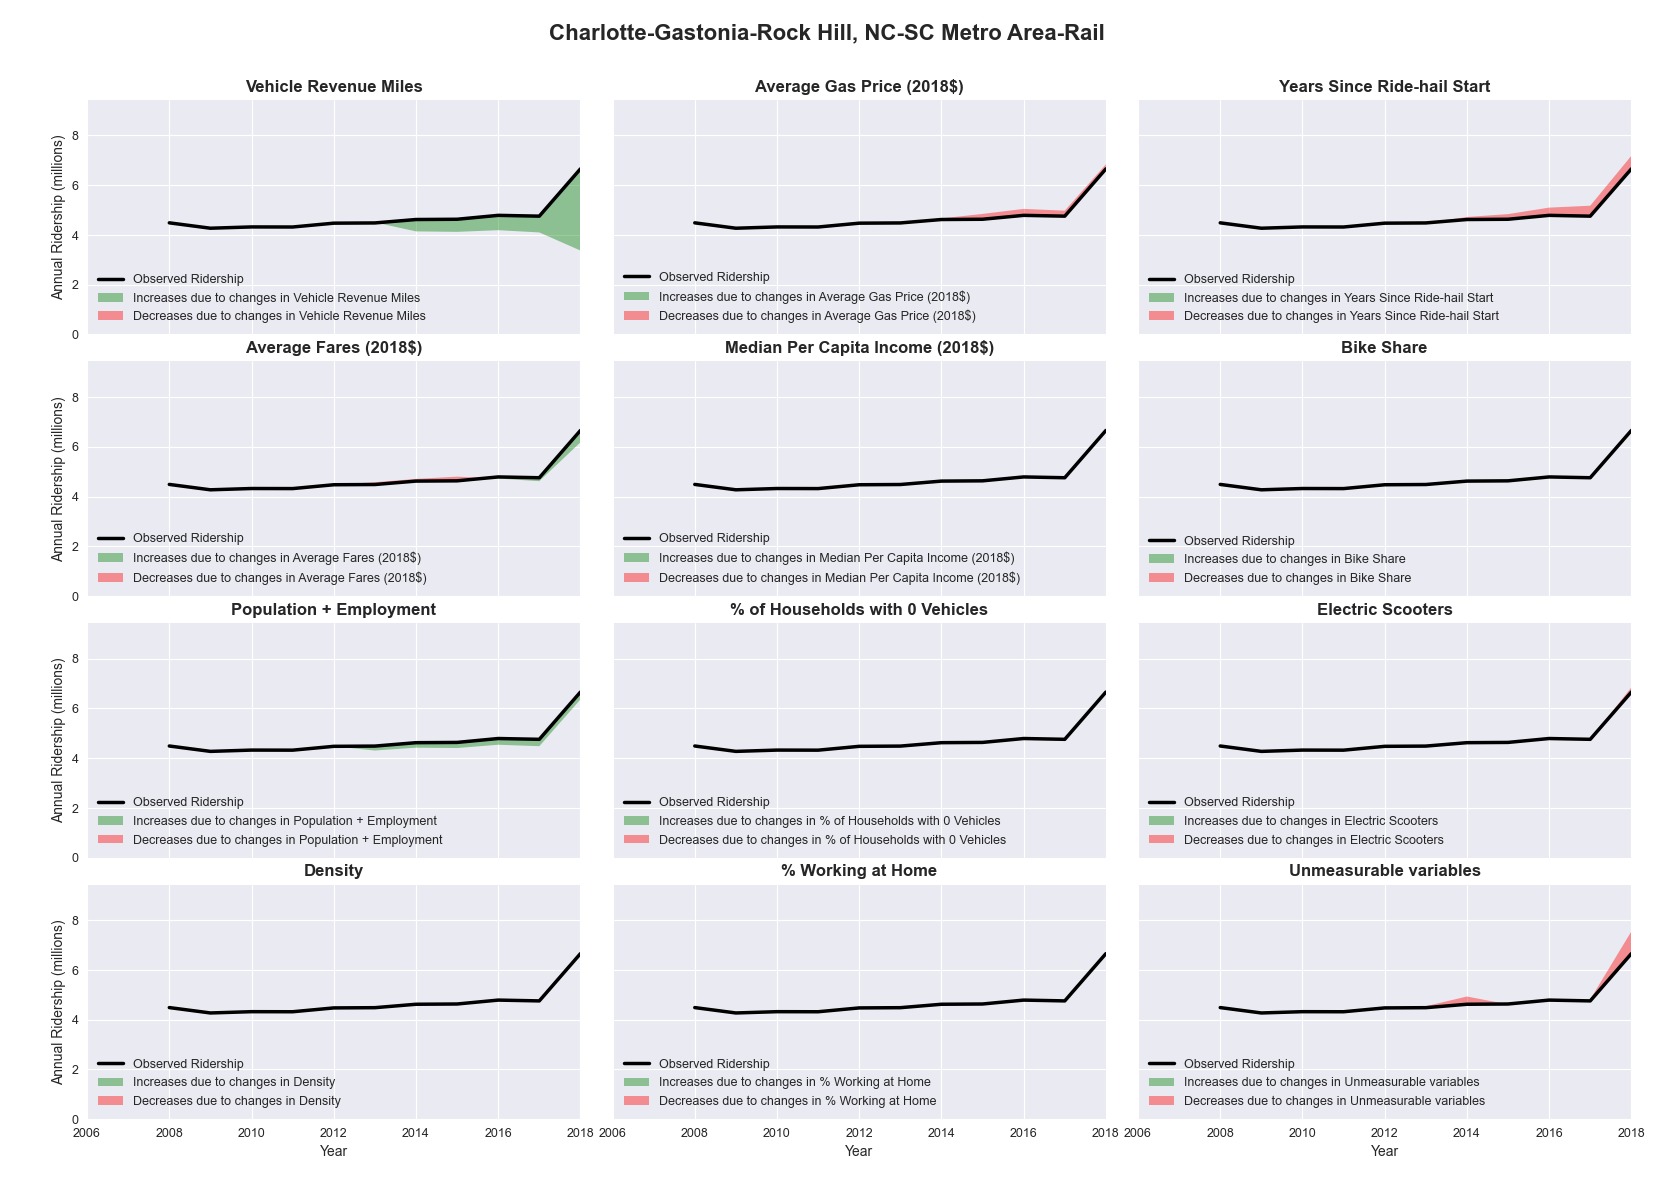 Charlotte-Gastonia-Rock Hill, NC-SC Metro Area-Rail
Vehicle Revenue Miles
Annual Ridership (millions)
8
6
4
2
0
Observed Ridership
Increases due to changes in Vehicle Revenue Miles
Decreases due to changes in Vehicle Revenue Miles
Average Gas Price (2018$)
Observed Ridership
Increases due to changes in Average Gas Price (2018$)
Decreases due to changes in Average Gas Price (2018$)
Years Since Ride-hail Start
Observed Ridership
Increases due to changes in Years Since Ride-hail Start
Decreases due to changes in Years Since Ride-hail Start
Average Fares (2018$)
Annual Ridership (millions)
8
6
4
2
0
Observed Ridership
Increases due to changes in Average Fares (2018$)
Decreases due to changes in Average Fares (2018$)
Median Per Capita Income (2018$)
Observed Ridership
Increases due to changes in Median Per Capita Income (2018$)
Decreases due to changes in Median Per Capita Income (2018$)
Bike Share
Observed Ridership
Increases due to changes in Bike Share
Decreases due to changes in Bike Share
Population + Employment
Annual Ridership (millions)
8
6
4
2
0
Observed Ridership
Increases due to changes in Population + Employment
Decreases due to changes in Population + Employment
% of Households with 0 Vehicles
Observed Ridership
Increases due to changes in % of Households with 0 Vehicles
Decreases due to changes in % of Households with 0 Vehicles
Electric Scooters
Observed Ridership
Increases due to changes in Electric Scooters
Decreases due to changes in Electric Scooters
Density
Annual Ridership (millions)
8
6
4
2
0
Observed Ridership
Increases due to changes in Density
Decreases due to changes in Density
2006 2008 2010 2012 2014 2016 2018
Year
% Working at Home
Observed Ridership
Increases due to changes in % Working at Home
Decreases due to changes in % Working at Home
2006 2008 2010 2012 2014 2016 2018
Year
Unmeasurable variables
Observed Ridership
Increases due to changes in Unmeasurable variables
Decreases due to changes in Unmeasurable variables
2006 2008 2010 2012 2014 2016 2018
Year